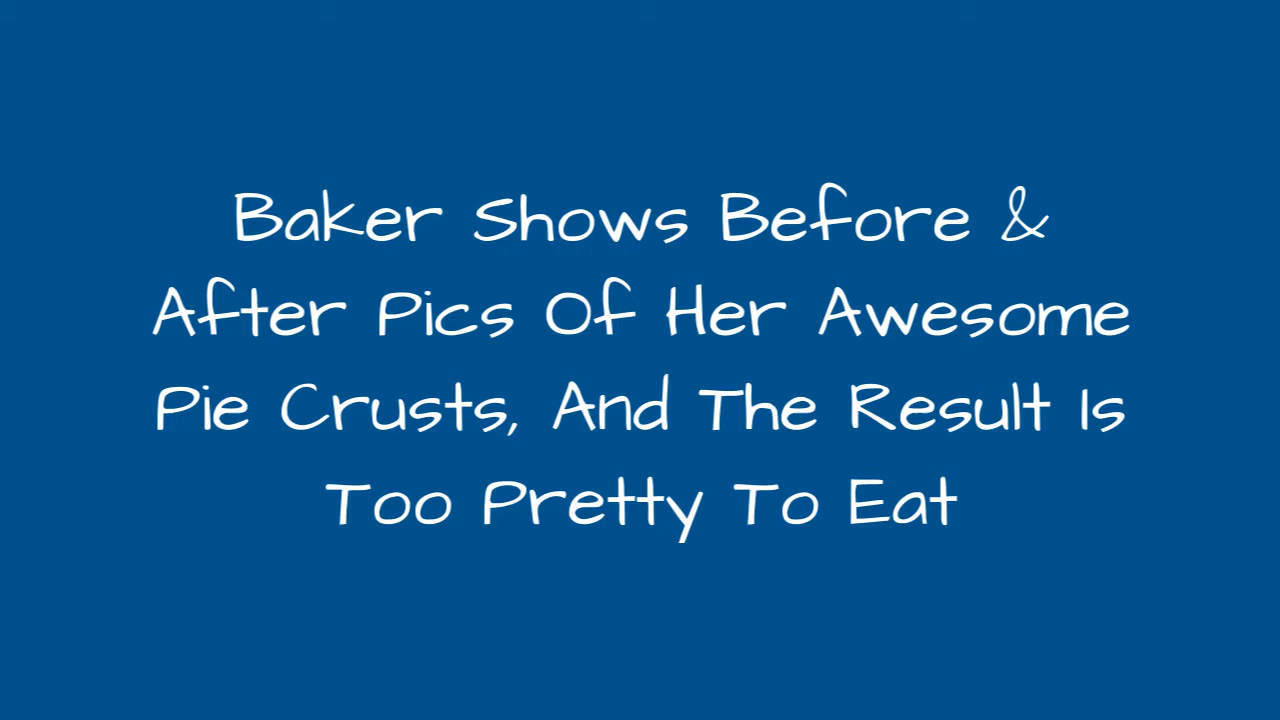 Baker Shows Before &
After Pics Of Her Awesome
Pie Crusts, And The Result Is
Too Pretty To Eat